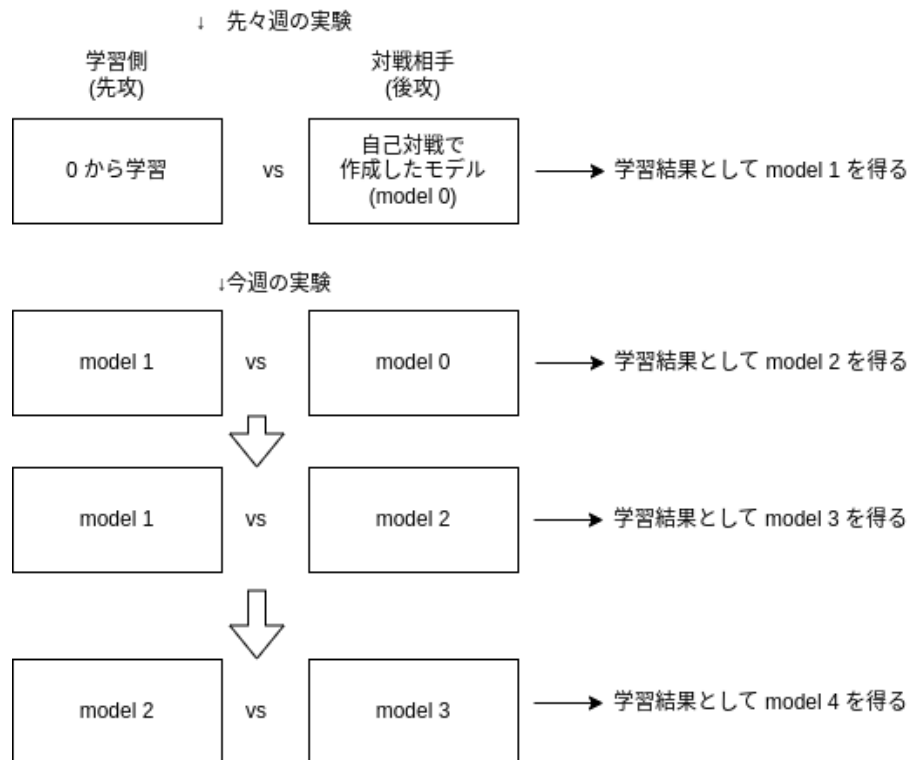 ↓ 先々週の実験
学習側
(先攻)
対戦相手
(後攻)
0 から学習
vs
自己対戦で
作成したモデル
(model 0)
学習結果として model 1 を得る
↓今週の実験
model 1
vs
model 0
学習結果として model 2 を得る
model 1
vs
model 2
学習結果として model 3 を得る
model 2
vs
model 3
学習結果として model 4 を得る